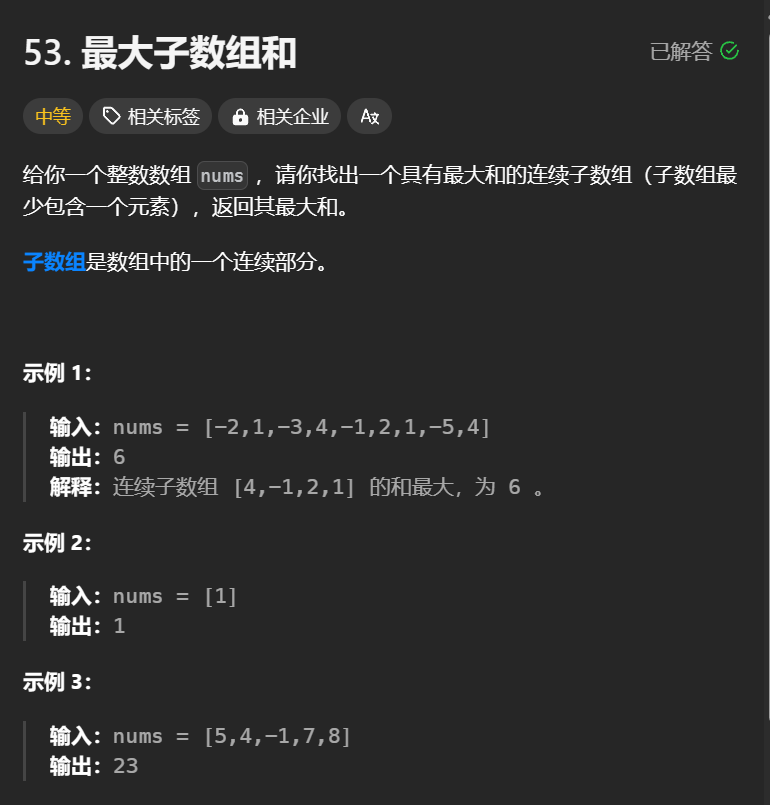 53. 最大子数组和
已解答
中等 相关标签 相关企业 Ax
给你一个整数数组 nums ，请你找出一个具有最大和的连续子数组（子数组最
少包含一个元素），返回其最大和。
子数组是数组中的一个连续部分。
示例 1：
输入：nums = [-2,1,-3,4,-1,2,1,-5,4]
输出：6
解释：连续子数组 [4,-1,2,1] 的和最大，为 6 。
示例 2：
输入：nums = [1]
输出：1
示例 3：
输入：nums = [5,4,-1,7,8]
输出：23